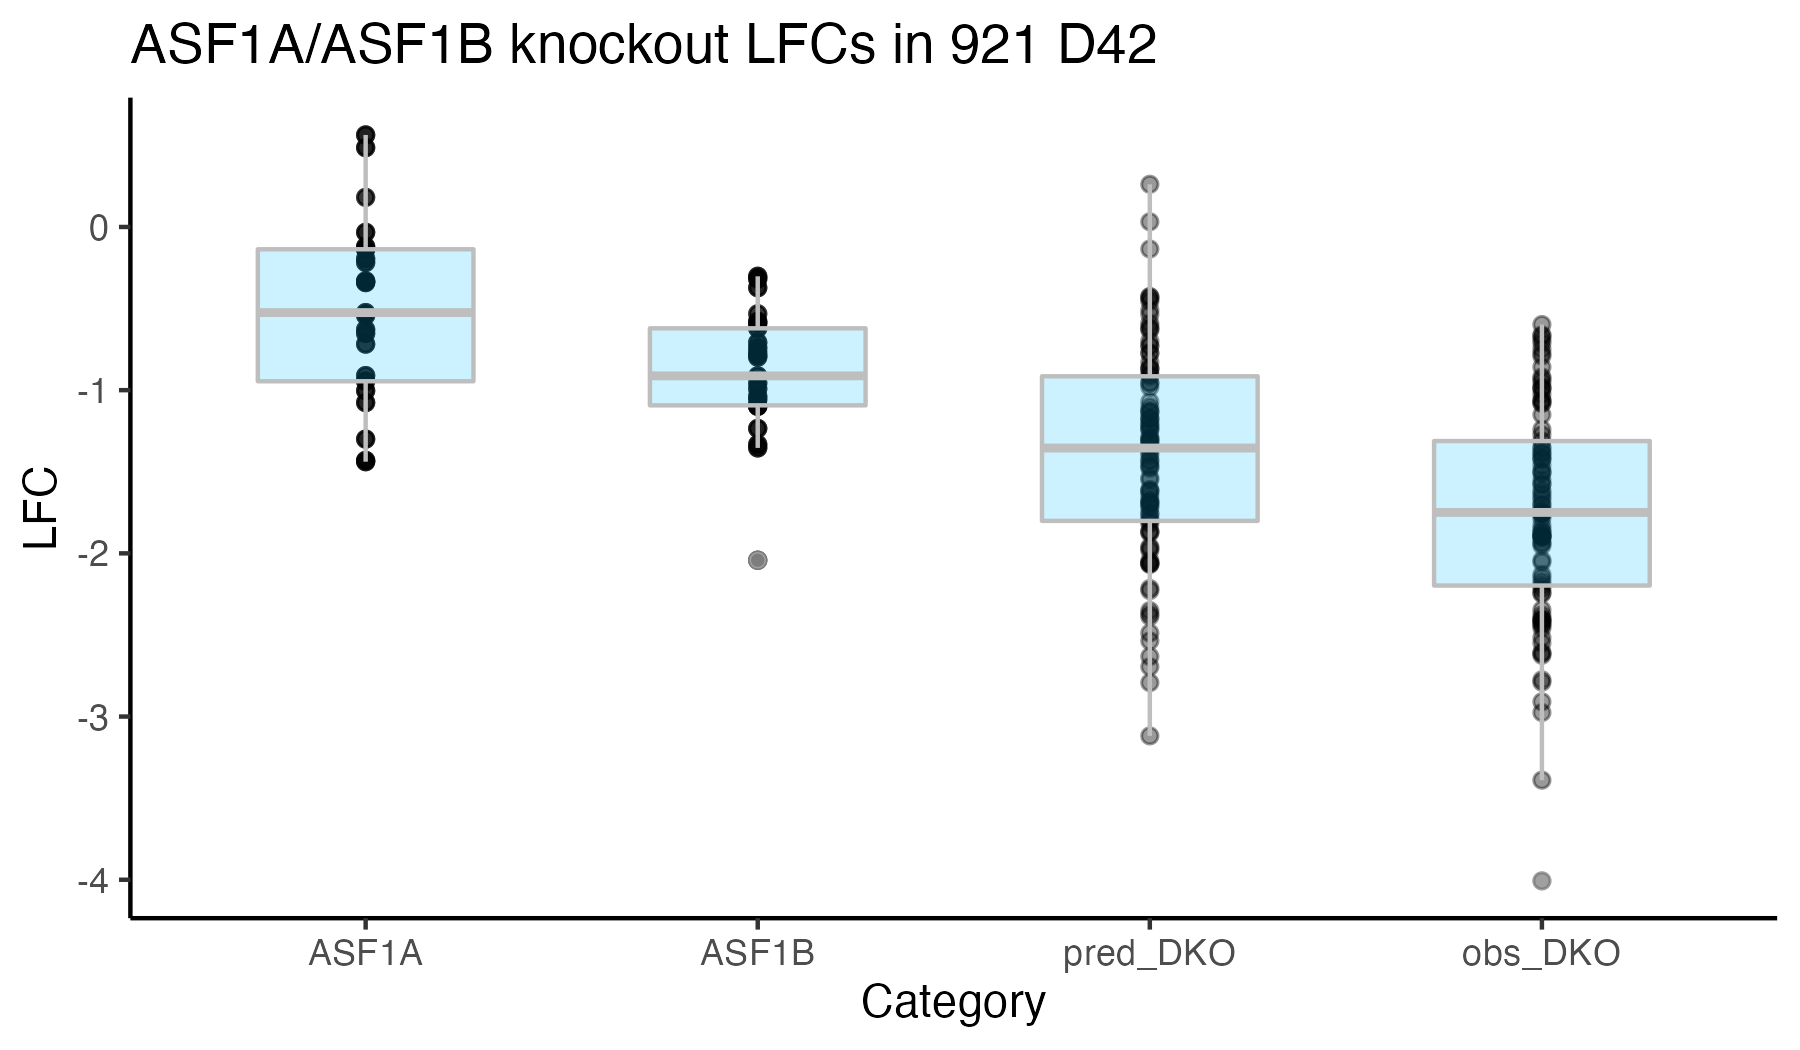 ASF1A/ASF1B knockout LFCs in 921 D42
LFC
0
-1
-2
-3
-4
ASF1A
ASF1B
pred_DKO
obs_DKO
Category